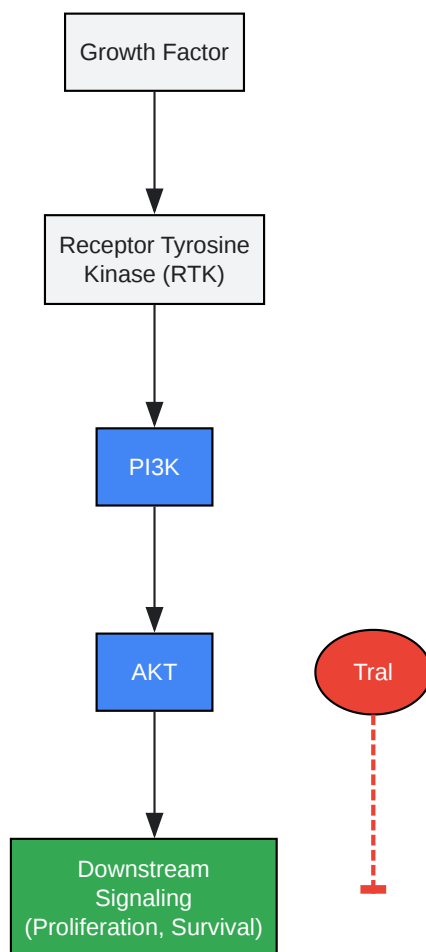 Growth Factor
Receptor Tyrosine
Kinase (RTK)
PI3K
AKT
Tral
Downstream
Signaling
(Proliferation, Survival)